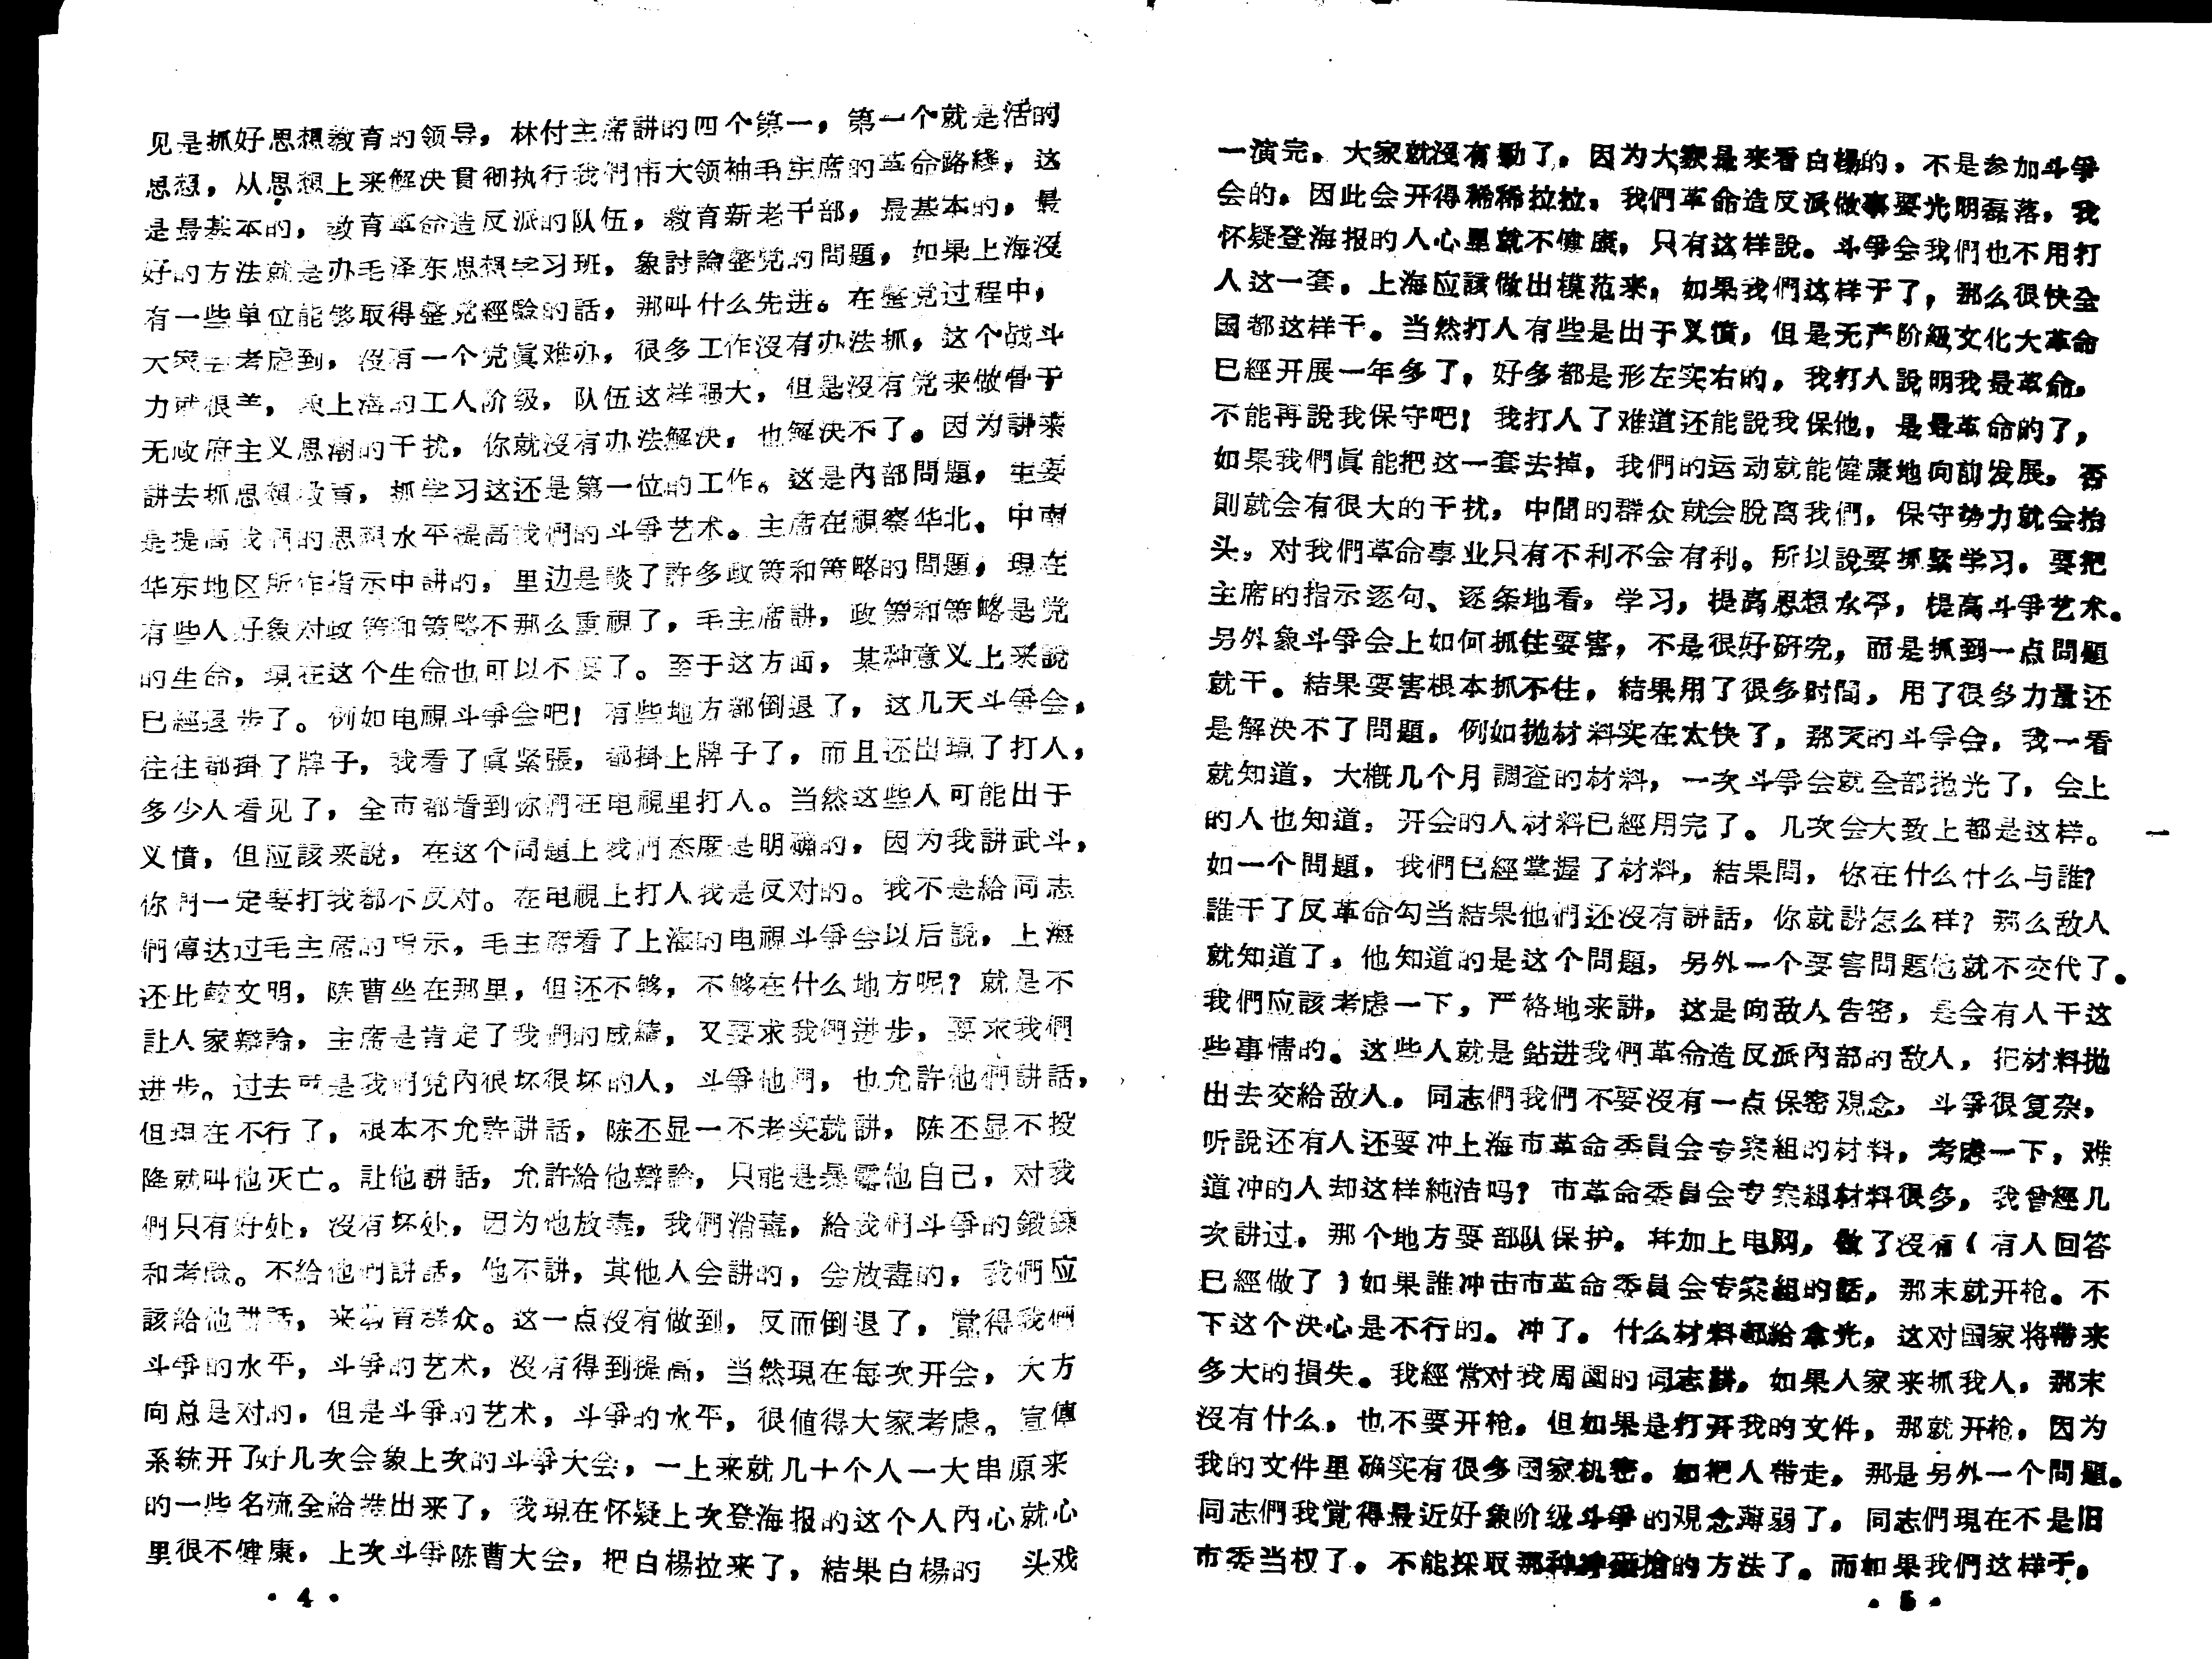 见是抓好思想教育的领导，林付主席讲的四个第一，第一个就是活的
思想，从思想上来解决貫彻执行我們伟大领袖毛主席的革命路綫，这
是最基本的，教育革命造反派的队伍，教育新老干部，最基本的，最
好的方法就是办毛泽东思想学习班，象討論整党的問題，如果上海沒
有一些单位能够取得整党經驗的話，那叫什么先进。在整党过程中，
大家会考虑到，沒有一个党眞难办，很多工作沒有办法抓，这个战斗
力就很差，象上海的工人阶级，队伍这样强大，但是沒有党来做骨干
无政府主义思潮的干扰，你就沒有办法解决，也解决不了。因为講来
講去抓思想教育，抓学习这还是第一位的工作。这是内部問題，主要
是提高我們的思想水平提高我們的斗爭艺术。主席在視察华北、中南
华东地区所作指示中講的，里边是談了許多政策和策略的問題，現在
有些人好象对政策和策略不那么重視了，毛主席講，政策和策略是党
的生命，現在这个生命也可以不要了。至于这方面，某种意义上来說
已經退步了。例如电視斗爭会吧！有些地方都倒退了，这几天斗爭会，
往往都掛了牌子，我看了眞紧張，都掛上牌子了，而且还出現了打人，
多少人看见了，全市都看到你們在电視里打人。当然这些人可能出于
义憤，但应該来說，在这个問題上我們态度是明确的，因为我講武斗，
你們一定要打我都不反对。在电視上打人我是反对的。我不是給同志
們傳达过毛主席的指示，毛主席看了上海的电視斗爭会以后說，上海
还比較文明，陈曹坐在那里，但还不够，不够在什么地方呢？就是不
註人家辯論，主席是肯定了我們的成績，又要求我們进步，要求我們
进步。过去可是我們党内很坏很坏的人，斗爭他們，也允許他們講話，
但現在不行了，根本不允許講話，陈丕显一不老实就講，陈丕显不投
降就叫他灭亡。註他講話，允許給他辯論，只能是暴露他自己，对我
們只有好处，沒有坏处，因为他放毒，我們消毒，給我們斗爭的鍛鍊
和考驗。不給他們講話，他不講，其他人会講的，会放毒的，我們应
該給他講話，来教育群众。这一点沒有做到，反而倒退了，覚得我們
斗爭的水平，斗爭的艺术，沒有得到提高，当然現在每次开会，大方
向总是对的，但是斗爭的艺术，斗爭的水平，很值得大家考虑。宣傳
系統开了好几次会象上次的斗爭大会，一上来就几十个人一大串原来
的一些名流全給推出来了，我現在怀疑上次登海报的这个人内心就心
里很不健康，上次斗爭陈曹大会，把白楊拉来了，結果白楊的 头戏
·4·
一演完。大家就沒有勁了，因为大家是来看白楊的，不是参加斗爭
会的。因此会开得稀稀拉拉，我們革命造反派做事要光明磊落，我
怀疑登海报的人心里就不健康，只有这样說。斗爭会我們也不用打
人这一套，上海应該做出模范来，如果我們这样干了，那么很快全
国都这样干。当然打人有些是出于义憤，但是无产阶級文化大革命
已經开展一年多了，好多都是形左实右的，我打人說明我最革命，
不能再說我保守吧！我打人了难道还能說我保他，是最革命的了，
如果我們眞能把这一套去掉，我們的运动就能健康地向前发展，否
則就会有很大的干扰，中間的群众就会脫离我們，保守势力就会抬
头，对我們革命事业只有不利不会有利。所以說要抓紧学习，要把
主席的指示逐句、逐条地看，学习，提高思想水平，提高斗爭艺术。
另外象斗爭会上如何抓住要害，不是很好研究，而是抓到一点問題
就干。結果要害根本抓不住，結果用了很多时間，用了很多力量还
是解决不了問題，例如抛材料实在太快了，那天的斗爭会，我一看
就知道，大概几个月調查的材料，一次斗爭会就全部抛光了，会上
的人也知道，开会的人材料已經用完了。几次会大致上都是这样。 一
如一个問題，我們已經掌握了材料，結果問，你在什么什么与誰？
誰干了反革命勾当結果他們还沒有講話，你就講怎么样？那么敌人
就知道了，他知道的是这个問題，另外一个要害問題他就不交代了。
我們应該考虑一下，严格地来講，这是向敌人告密，是会有人干这
些事情的。这些人就是鉆进我們革命造反派内部的敌人，把材料抛
出去交給敌人。同志們我們不要沒有一点保密观念，斗爭很复杂，
听說还有人还要冲上海市革命委員会专案組的材料，考虑一下，难
道冲的人却这样純洁吗？市革命委員会专案組材料很多，我曾經几
次講过，那个地方要部队保护。幷加上电网，做了沒有（有人回答
已經做了）如果誰冲击市革命委員会专案組的話，那末就开枪。不
下这个决心是不行的。冲了，什么材料都給拿光，这对国家将带来
多大的損失。我經常对我周圍的同志講，如果人家来抓我人，那末
沒有什么，也不要开枪，但如果是打开我的文件，那就开枪，因为
我的文件里确实有很多国家机密。如把人带走，那是另外一个問題。
同志們我覚得最近好象阶级斗爭的观念薄弱了，同志們現在不是旧
市委当权了，不能採取那种冲砸抢的方法了。而如果我們这样干，
·5·